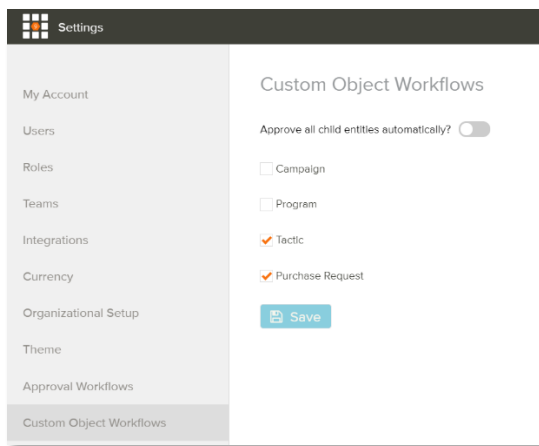 Settings
My Account
Users
Roles
Teams
Integrations
Currency
Organizational Setup
Theme
Approval Workflows
Custom Object Workflows
Custom Object Workflows
Approve all child entities automatically?
Campaign
Program
Tactic
Purchase Request
Save